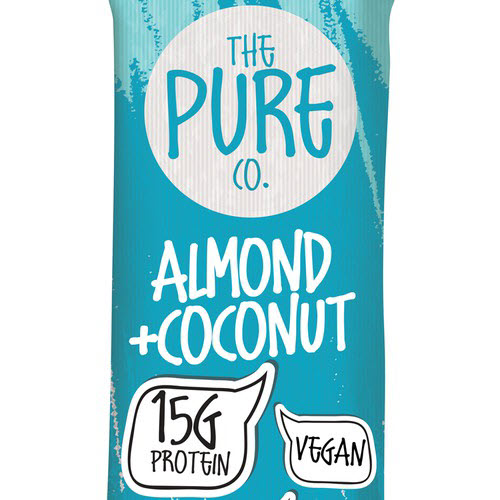 THE
PURE
CO.
ALMOND
+COCONUT
15G
PROTEIN
VEGAN